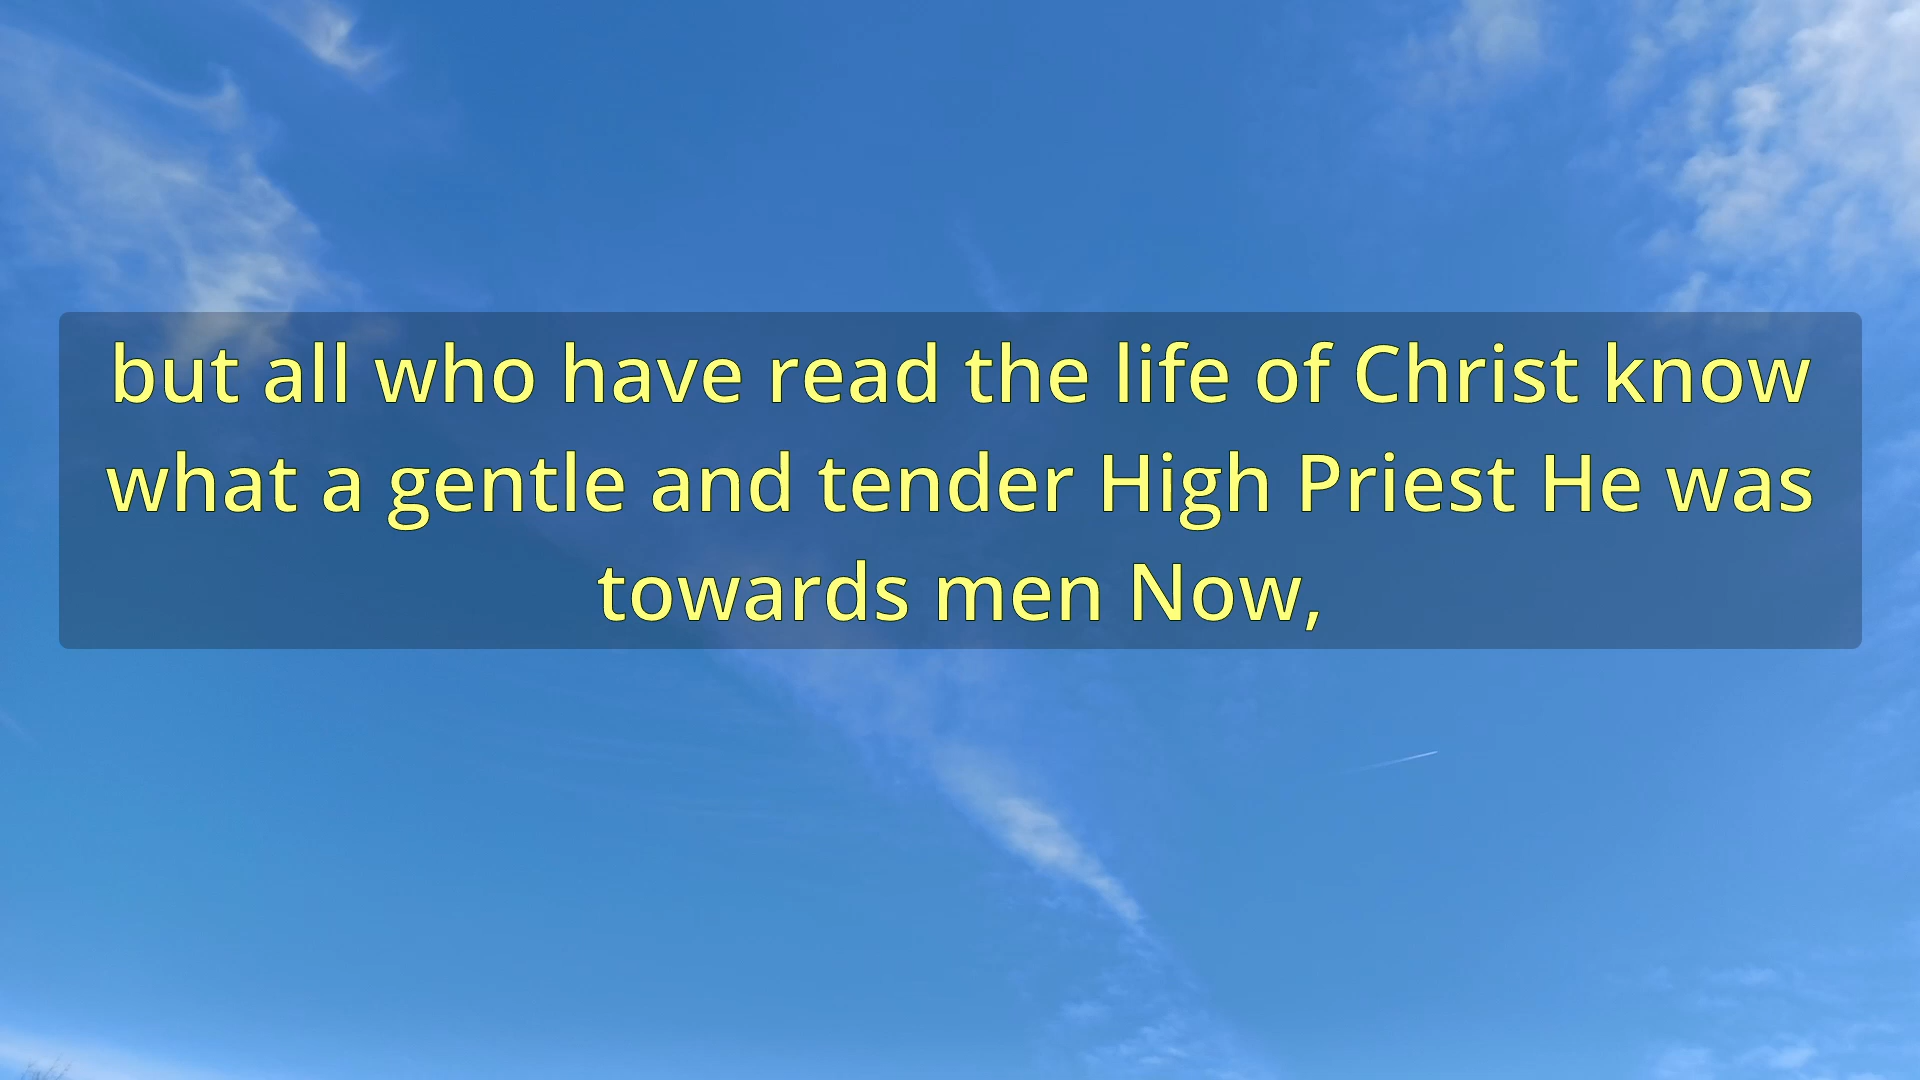 but all who have read the life of Christ know
what a gentle and tender High Priest He was
towards men Now,